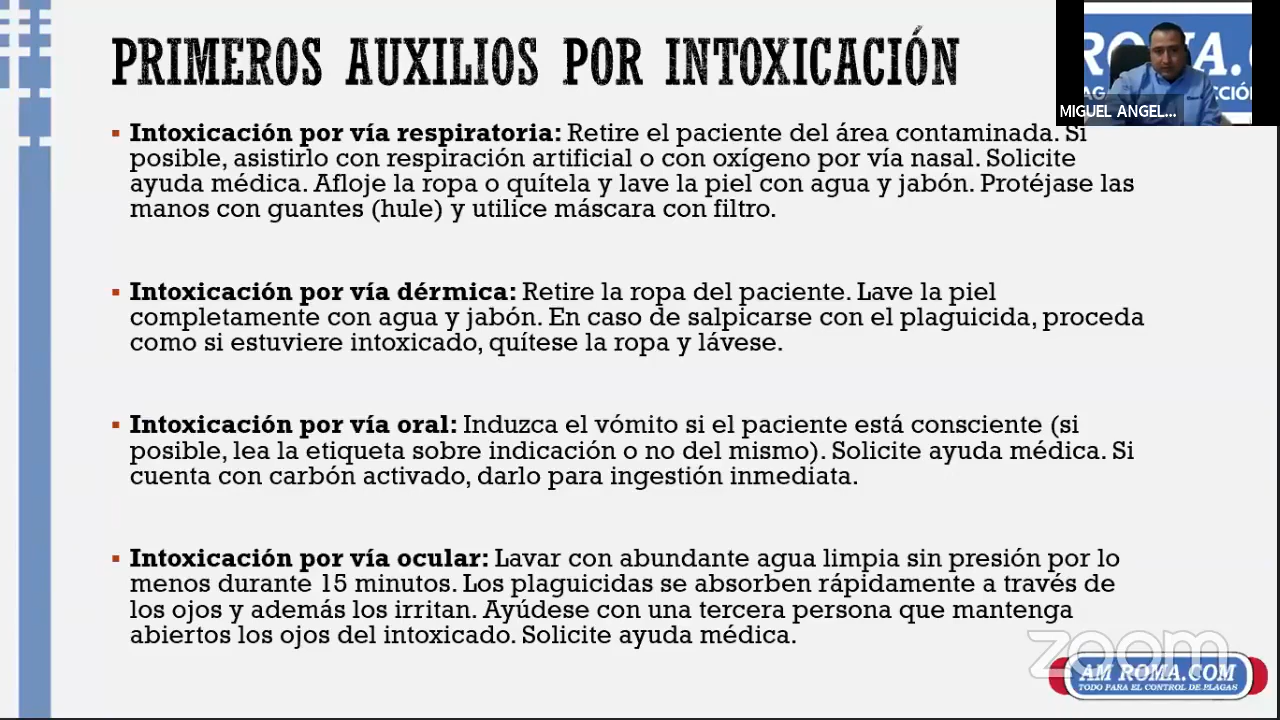 PRIMEROS AUXILIOS POR INTOXICACIÓN
ROMA.
AGA
CCIÓN
MIGUEL ANGEL...
▪ Intoxicación por vía respiratoria: Retire el paciente del área contaminada. Si
posible, asistirlo con respiración artificial o con oxígeno por vía nasal. Solicite
ayuda médica. Afloje la ropa o quítela y lave la piel con agua y jabón. Protéjase las
manos con guantes (hule) y utilice máscara con filtro.
▪ Intoxicación por vía dérmica: Retire la ropa del paciente. Lave la piel
completamente con agua y jabón. En caso de salpicarse con el plaguicida, proceda
como si estuviere intoxicado, quítese la ropa y lávese.
▪ Intoxicación por vía oral: Induzca el vómito si el paciente está consciente (si
posible, lea la etiqueta sobre indicación o no del mismo). Solicite ayuda médica. Si
cuenta con carbón activado, darlo para ingestión inmediata.
▪ Intoxicación por vía ocular: Lavar con abundante agua limpia sin presión por lo
menos durante 15 minutos. Los plaguicidas se absorben rápidamente a través de
los ojos y además los irritan. Ayúdese con una tercera persona que mantenga
abiertos los ojos del intoxicado. Solicite ayuda médica.
zoom
AM ROMA.COM
TODO PARA EL CONTROL DE PLAGAS